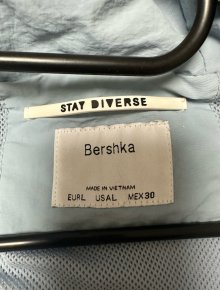 STAY DIVERSE
Bershka
MADE IN VIETNAM
EUR L USA L MEX 30